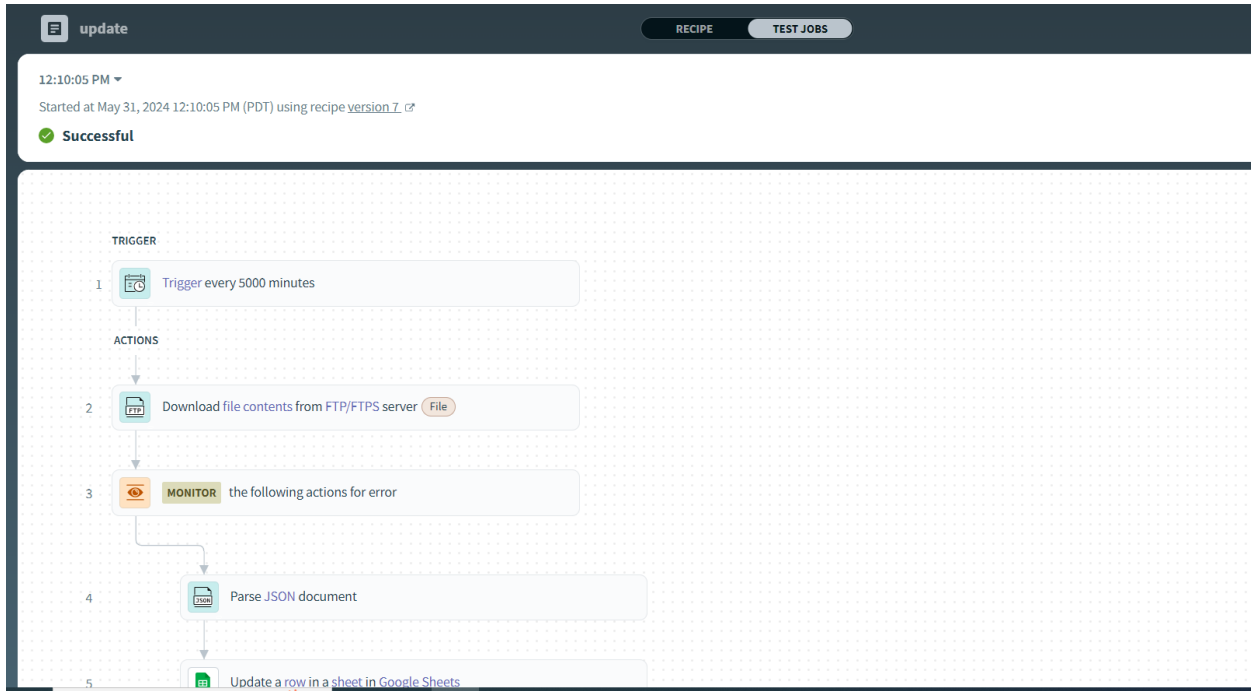 update
RECIPE
TEST JOBS
12:10:05 PM
Started at May 31, 2024 12:10:05 PM (PDT) using recipe version 7
Successful
TRIGGER
1
Trigger every 5000 minutes
ACTIONS
2
FTP
Download file contents from FTP/FTPS server File
3
MONITOR the following actions for error
4
JSON
Parse JSON document
5
Update a row in a sheet in Google Sheets